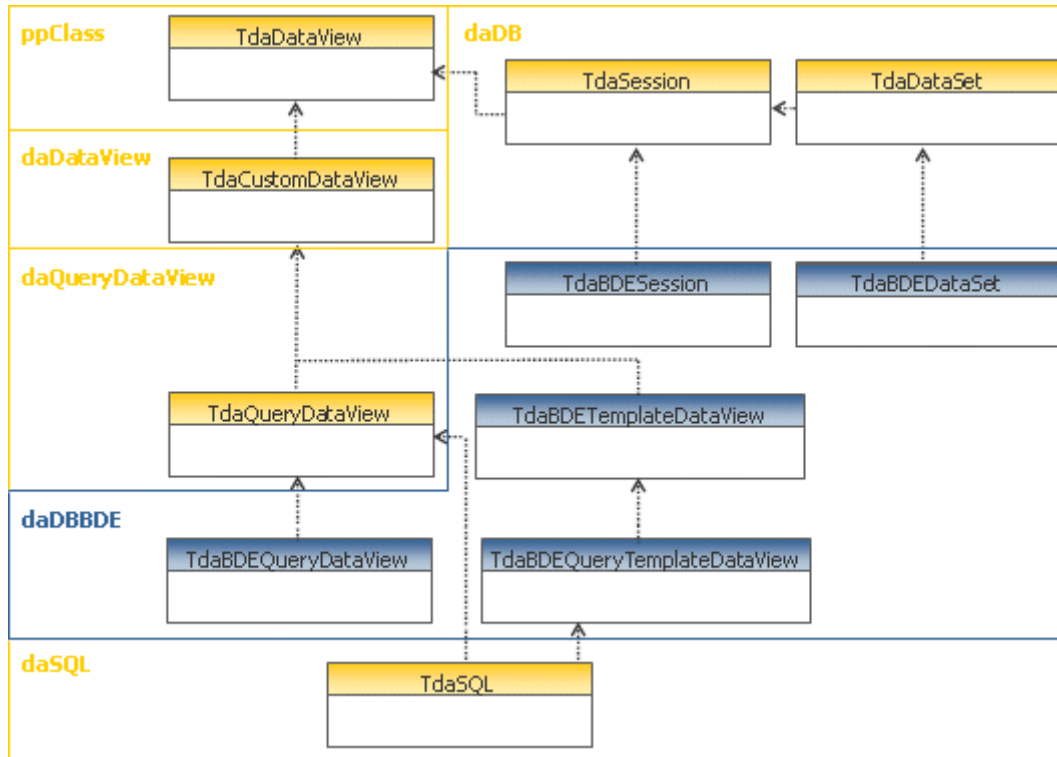 ppClass
TdaDataView
daDB
TdaSession
TdaDataSet
daDataView
TdaCustomDataView
daQueryDataView
TdaBDESession
TdaBDEDataSet
TdaQueryDataView
TdaBDETemplateDataView
daDBBDE
TdaBDEQueryDataView
TdaBDEQueryTemplateDataView
daSQL
TdaSQL